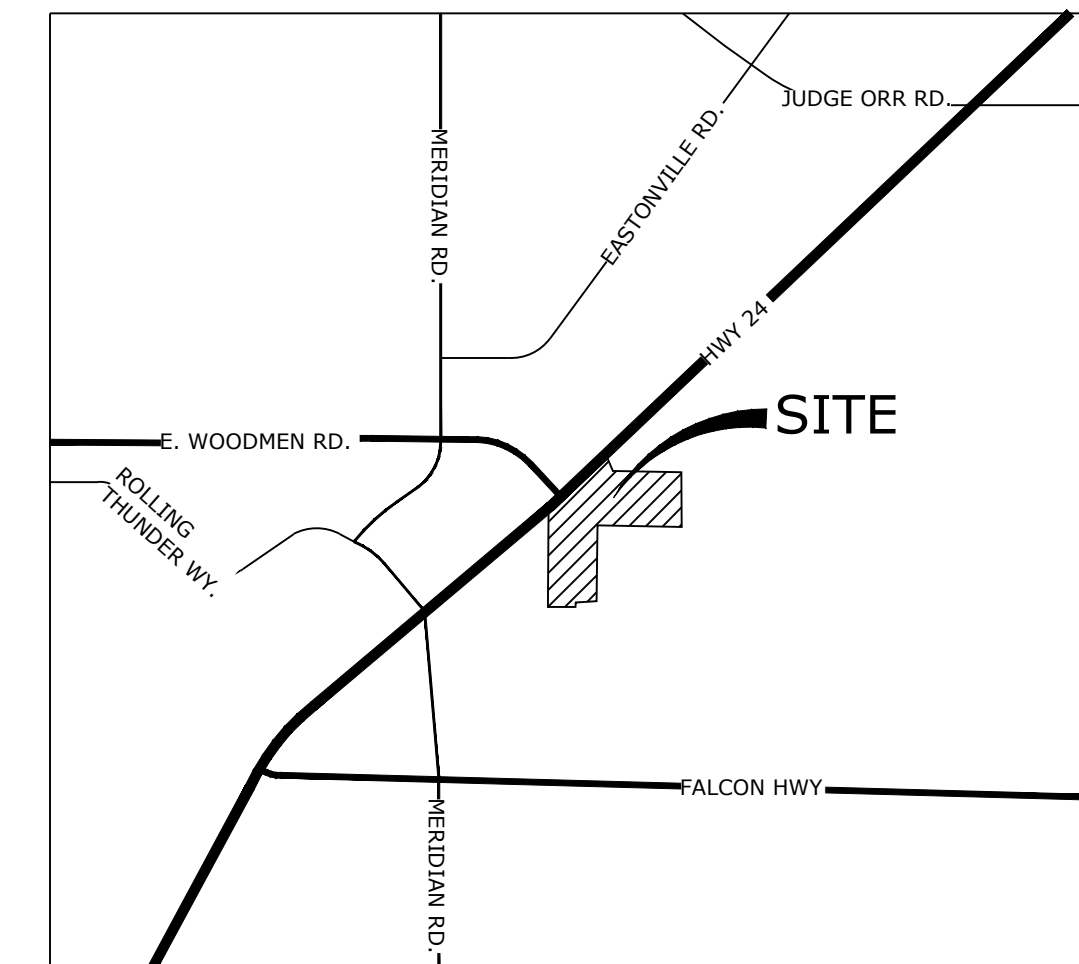 JUDGE ORR RD.
MERIDIAN RD.
EASTONVILLE RD.
HWY 24
SITE
E. WOODMEN RD.
ROLLING
THUNDER WY.
FALCON HWY
MERIDIAN RD.